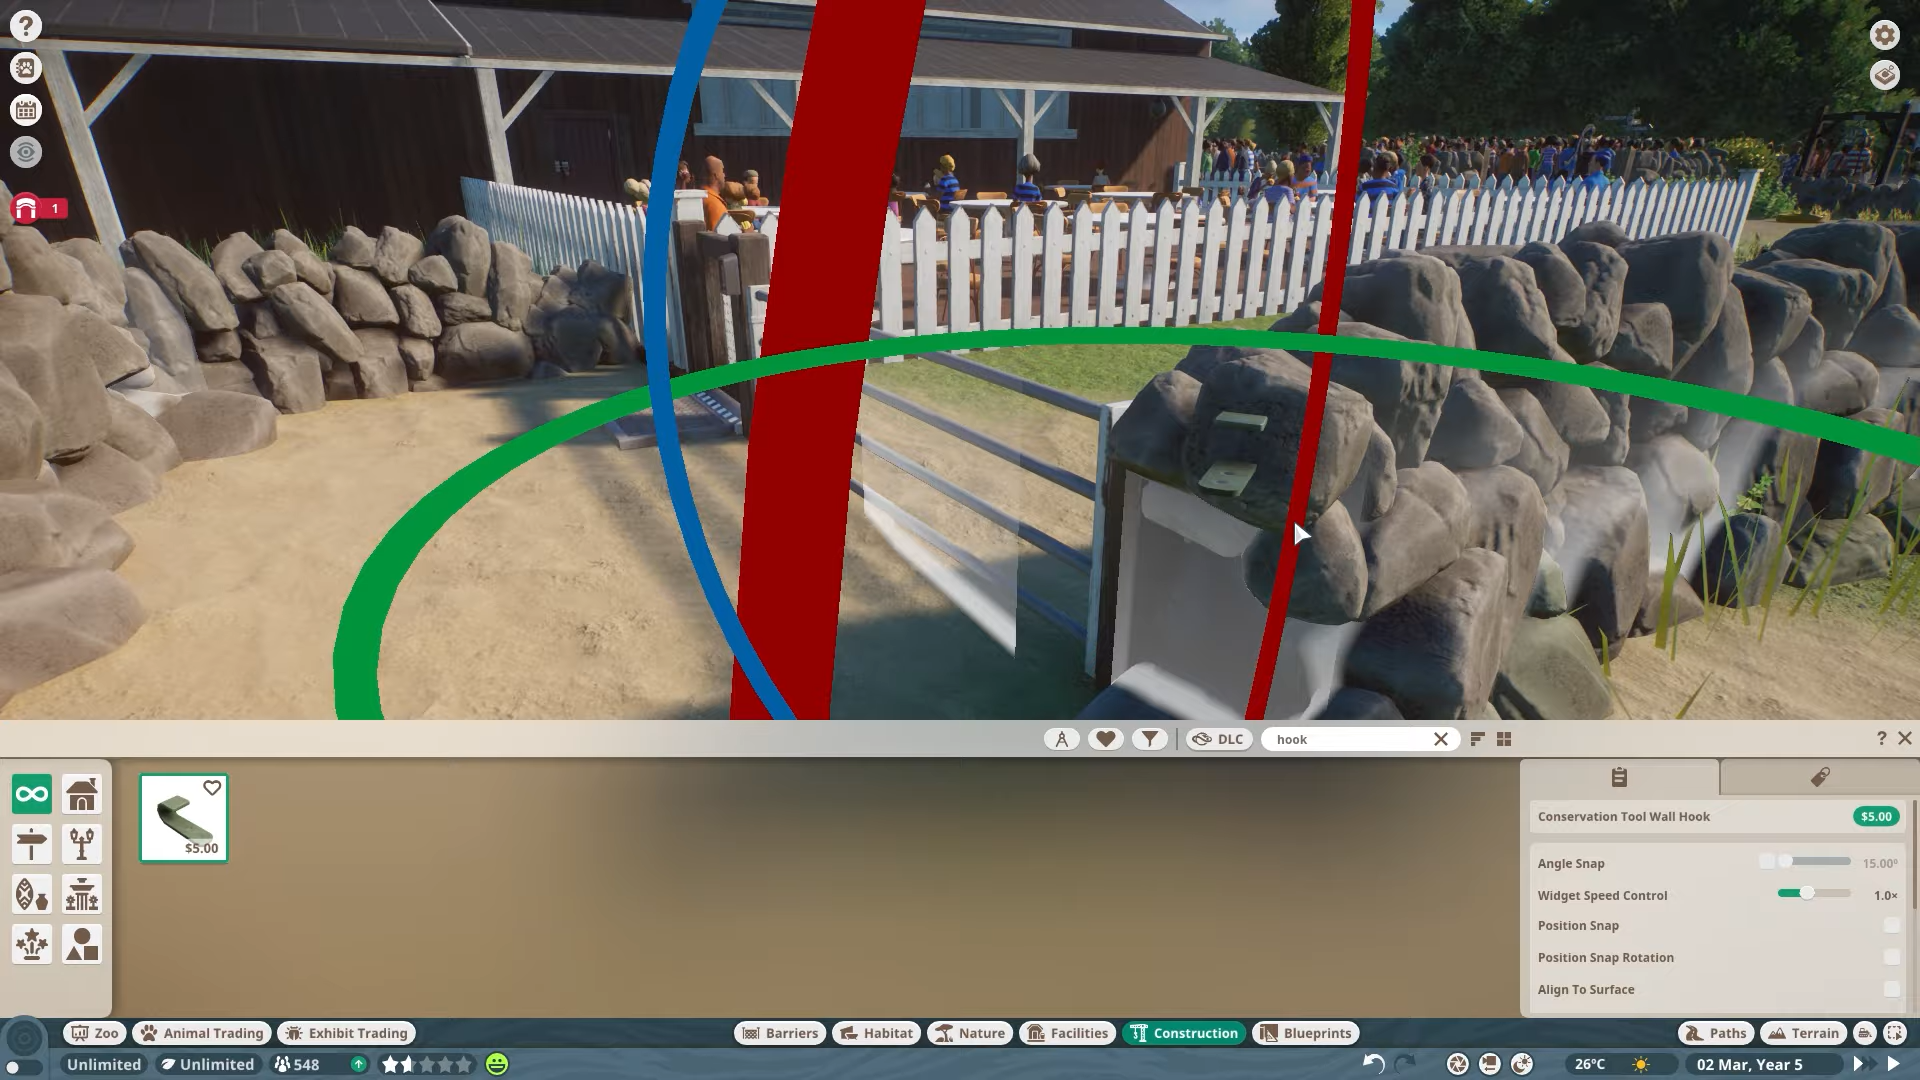 ?
1
DLC
hook
?
$5.00
Conservation Tool Wall Hook
$5.00
Angle Snap
15.00º
Widget Speed Control
1.0×
Position Snap
Position Snap Rotation
Align To Surface
Zoo
Animal Trading
Exhibit Trading
Barriers
Habitat
Nature
Facilities
Construction
Blueprints
Paths
Terrain
Unlimited
Unlimited
548
26°C
02 Mar, Year 5